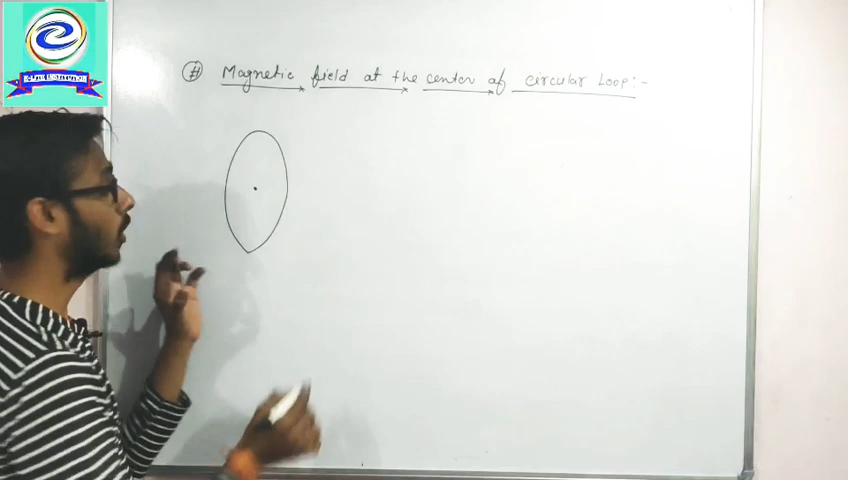 # Magnetic field at the center of circular Loop:-